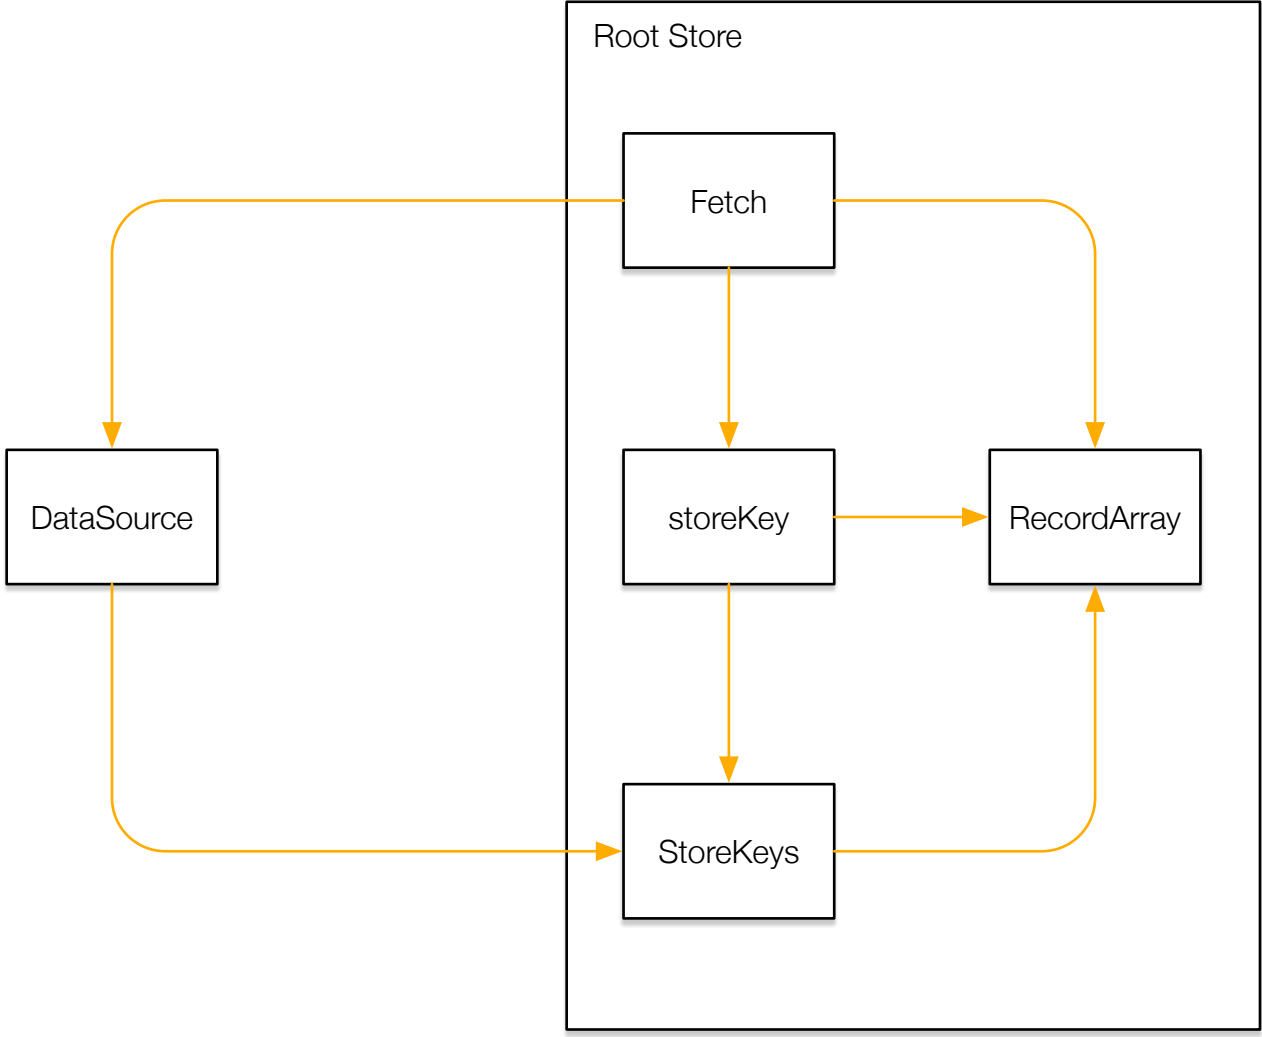 Root Store
Fetch
DataSource
storeKey
RecordArray
StoreKeys